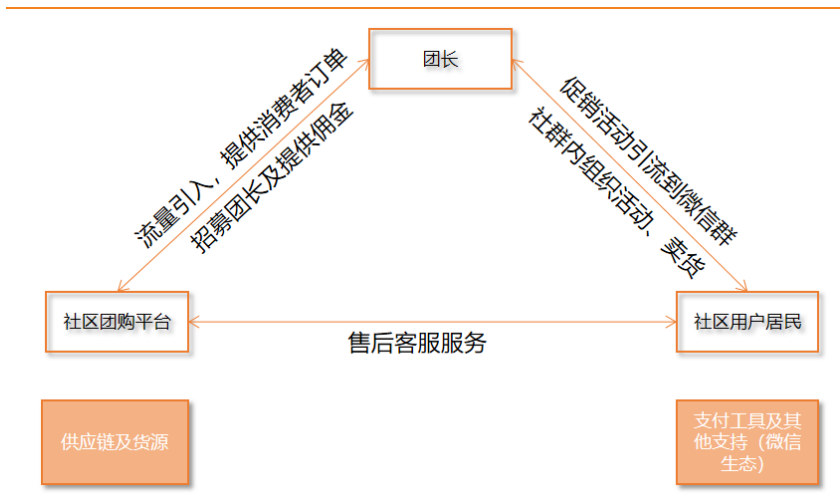 团长
流量引入，提供消费者订单
招募团长及提供佣金
促销活动引流到微信群
社群内组织活动、卖货
社区团购平台
社区用户居民
售后客服服务
供应链及货源
支付工具及其
他支持（微信
生态）